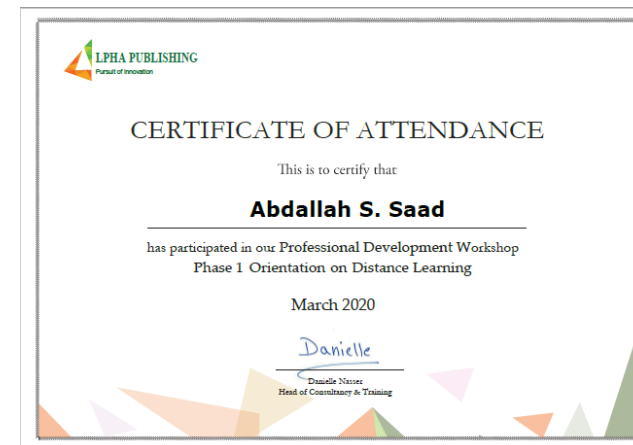 LPHA PUBLISHING
Pursuit of Innovation
CERTIFICATE OF ATTENDANCE
This is to certify that
Abdallah S. Saad
has participated in our Professional Development Workshop
Phase 1 Orientation on Distance Learning
March 2020
Danielle
Danielle Nasser
Head of Consultancy & Training